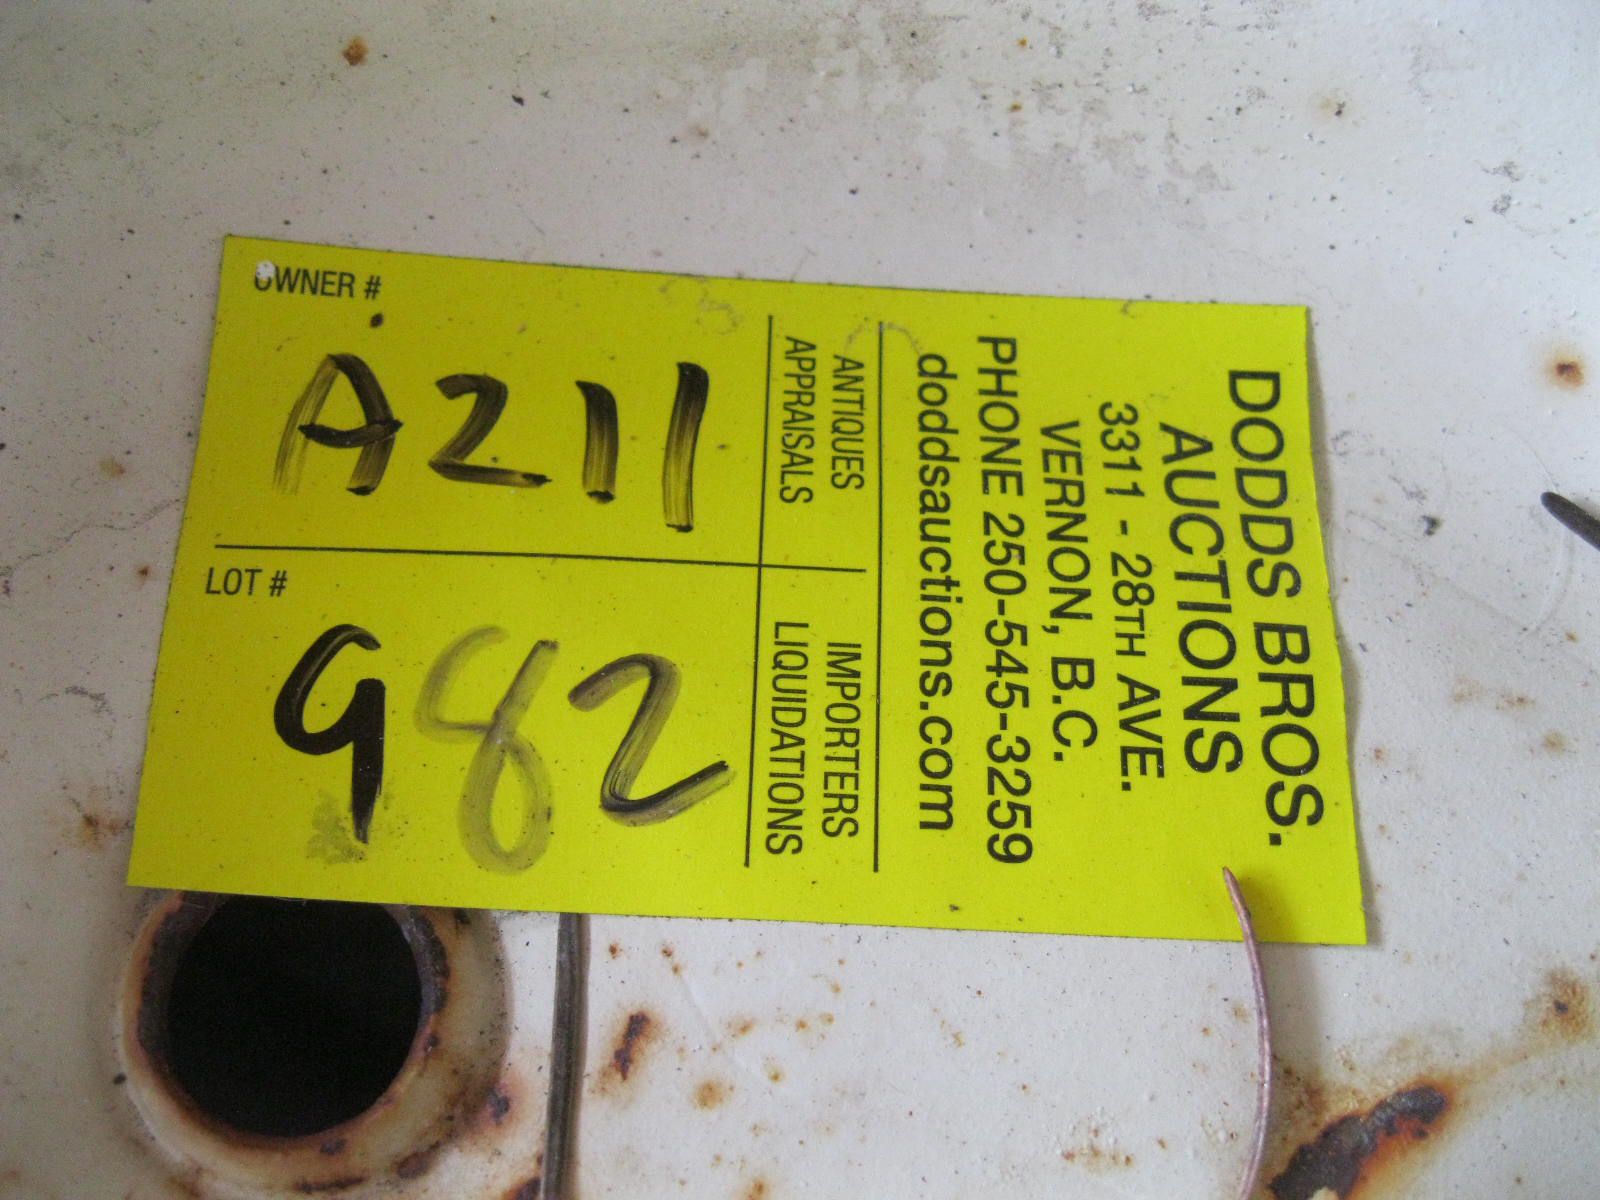 DODDS BROS.
AUCTIONS
3311 - 28TH AVE.
VERNON, B.C.
PHONE 250-545-3259
doddsauctions.com
ANTIQUES
APPRAISALS
IMPORTERS
LIQUIDATIONS
OWNER #
A211
LOT #
982